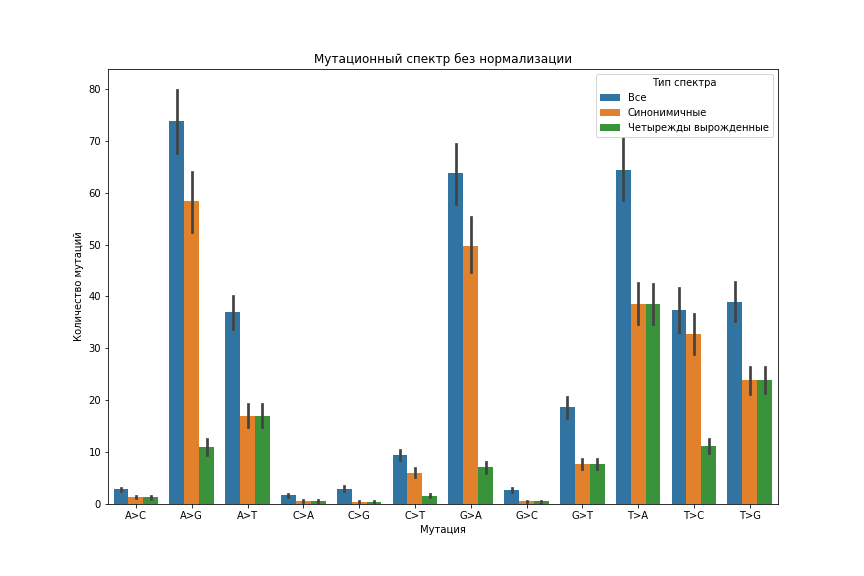 Мутационный спектр без нормализации
Тип спектра
Все
Синонимичные
Четырежды вырожденные
Количество мутаций
80
70
60
50
40
30
20
10
0
A>C A>G A>T C>A C>G C>T G>A G>C G>T T>A T>C T>G
Мутация